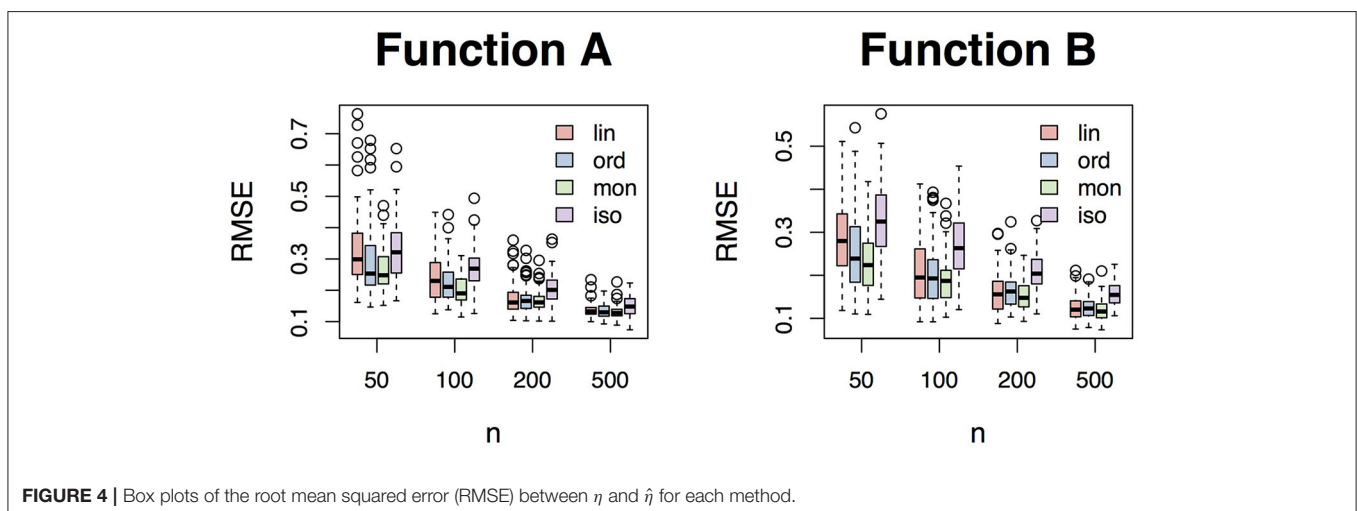 Function A
Function B
RMSE
0.1
0.3
0.5
0.7
lin
ord
mon
iso
50
100
200
500
n
RMSE
0.1
0.3
0.5
lin
ord
mon
iso
50
100
200
500
n
FIGURE 4 | Box plots of the root mean squared error (RMSE) between η and η̂ for each method.